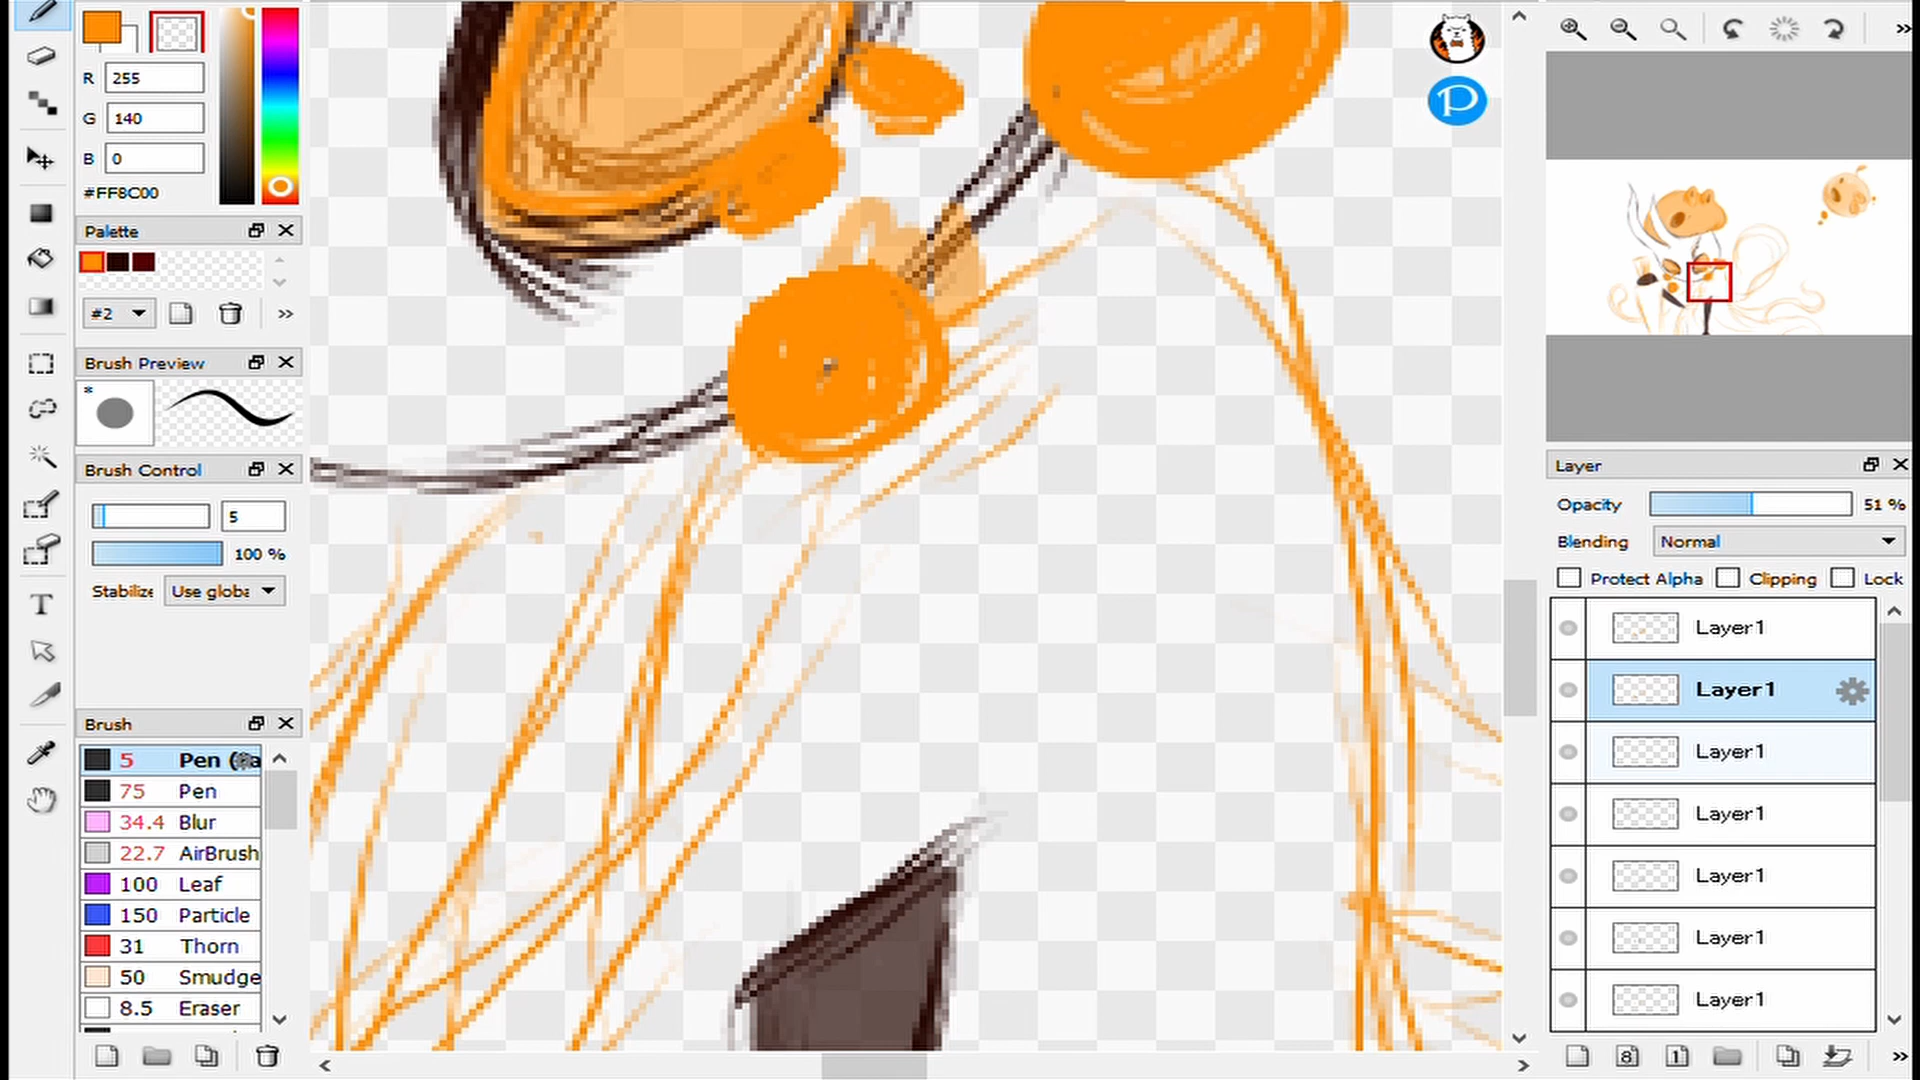 R 255
G 140
B 0
#FF8C00
Palette
#2
Brush Preview
*
Brush Control
5
100 %
Stabilize Use globa
Brush
5 Pen (
75 Pen
34.4 Blur
22.7 AirBrush
100 Leaf
150 Particle
31 Thorn
50 Smudge
8.5 Eraser
P
Layer
Opacity 51 %
Blending Normal
Protect Alpha Clipping Lock
Layer1
Layer1
Layer1
Layer1
Layer1
Layer1
Layer1
8 1
T